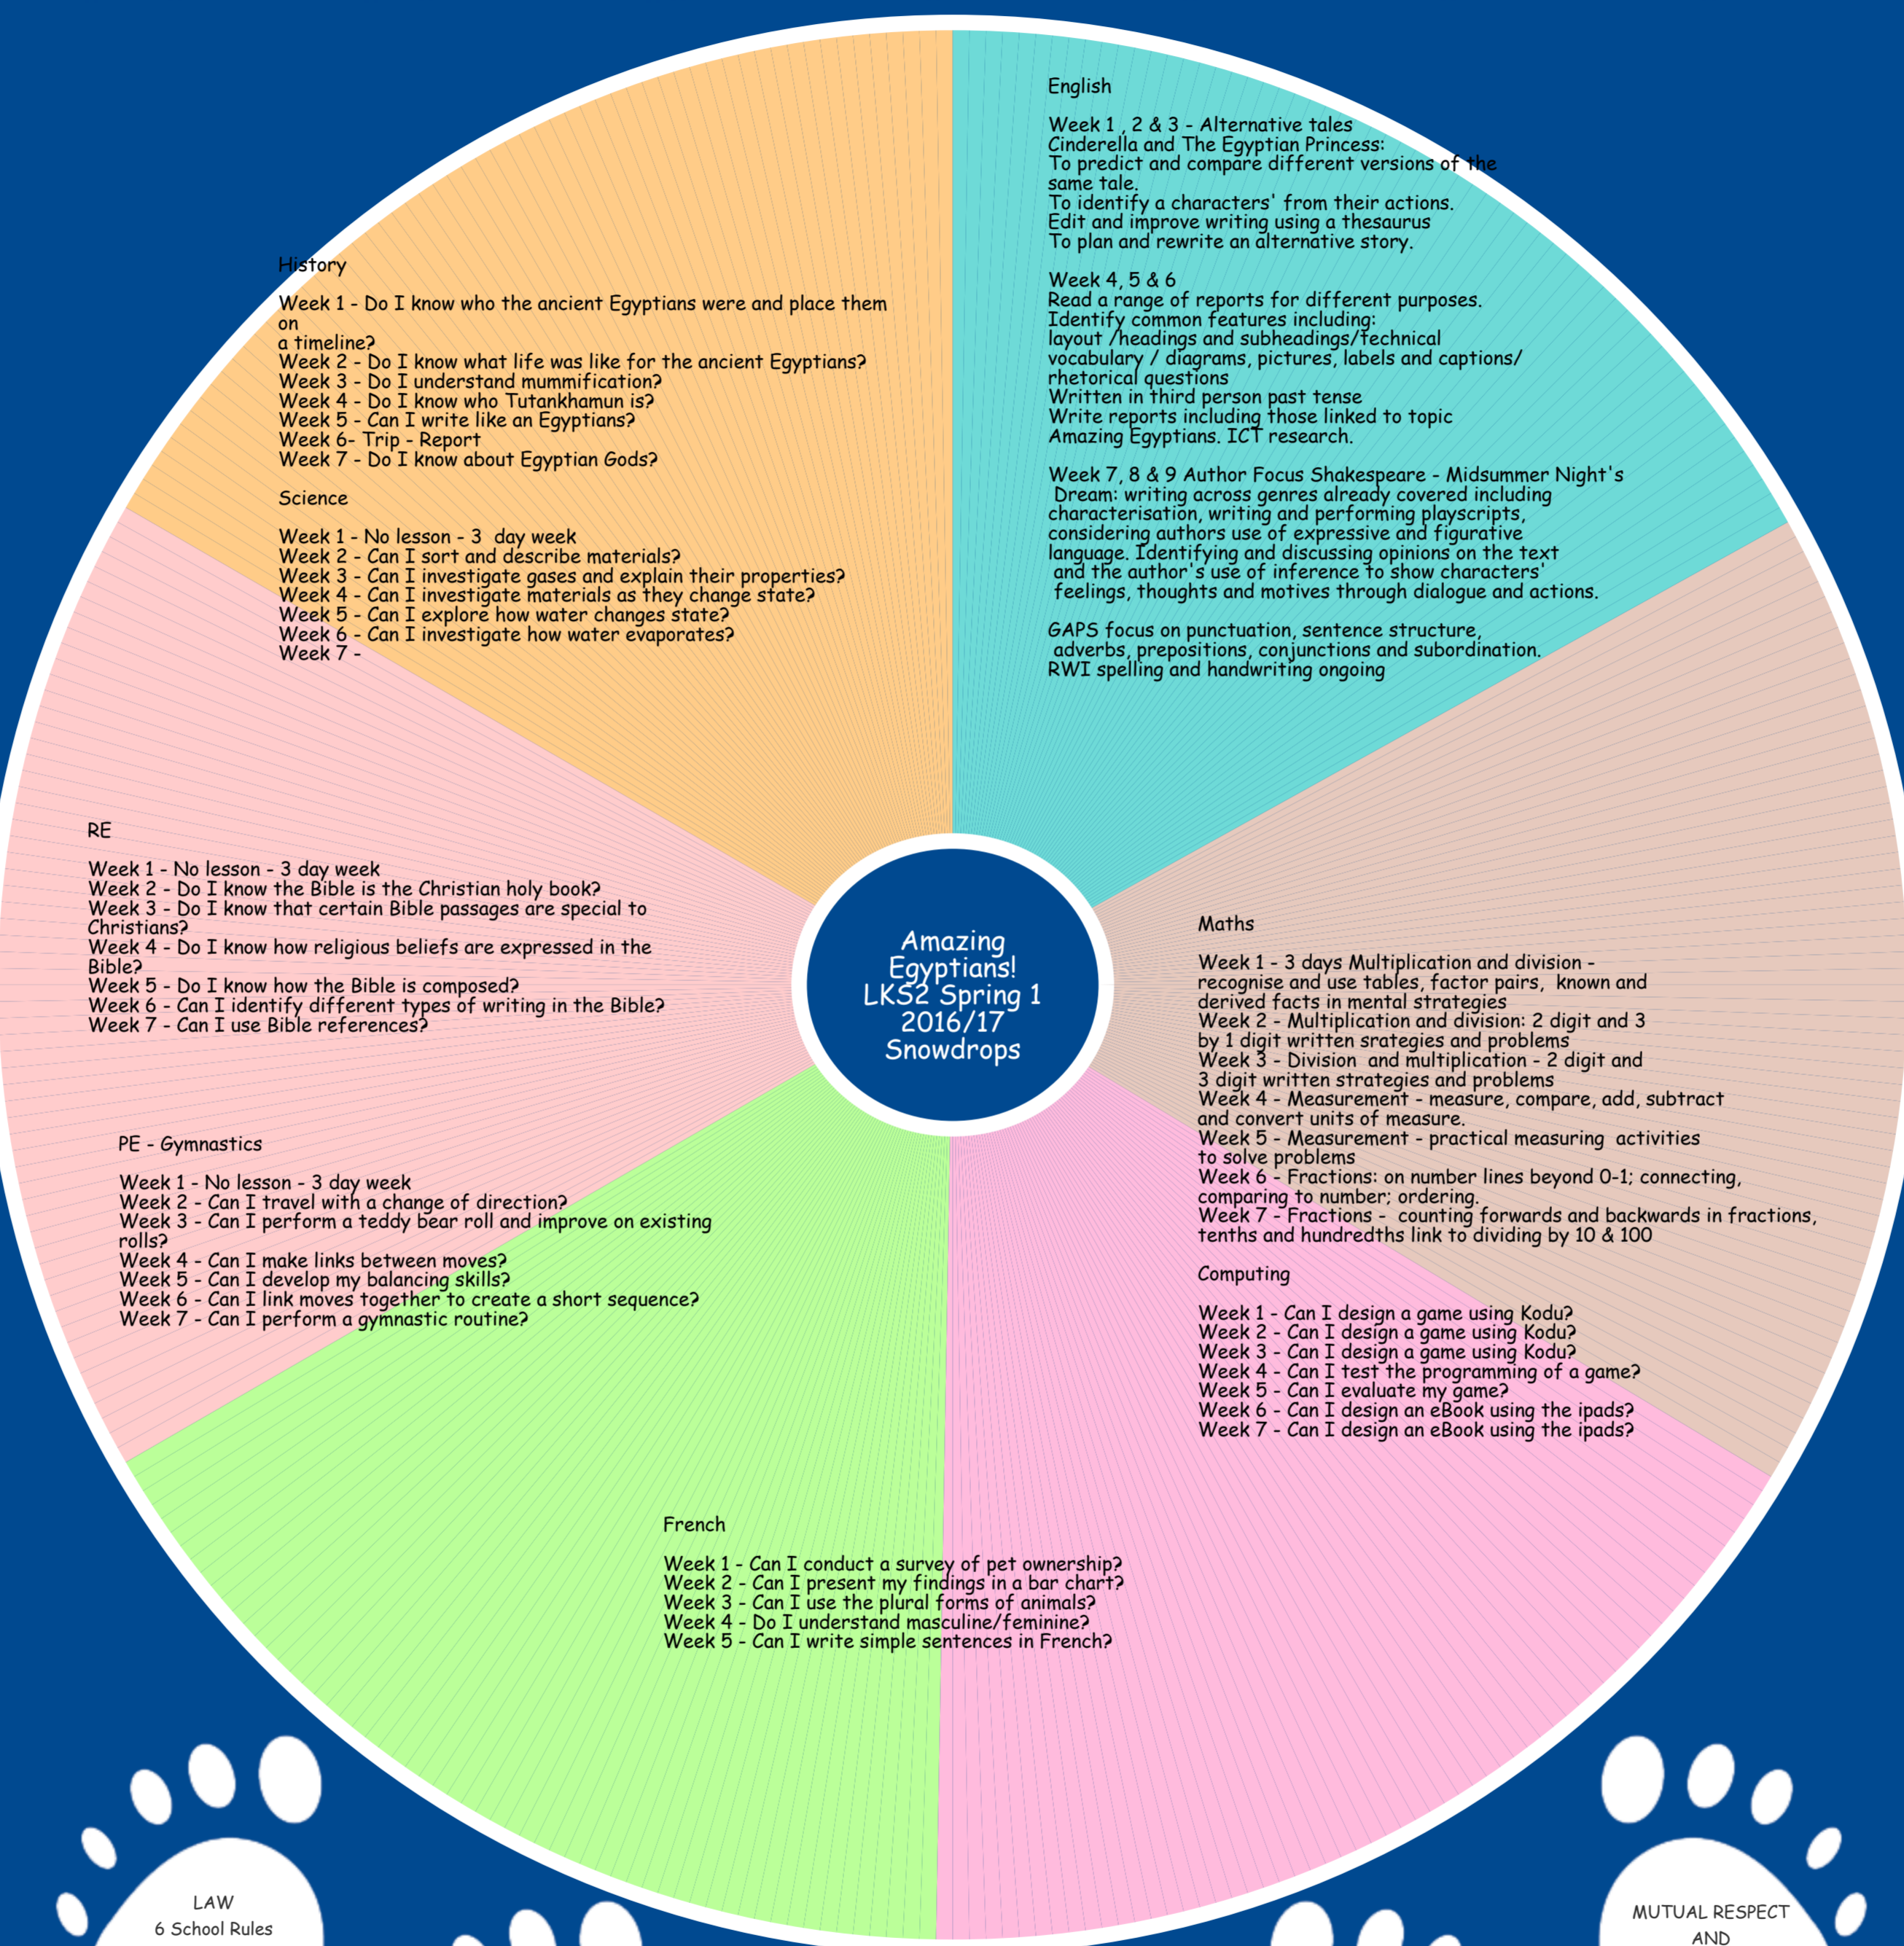 English
Week 1 , 2 & 3 - Alternative tales
Cinderella and The Egyptian Princess:
To predict and compare different versions of the
same tale.
To identify a characters' from their actions.
Edit and improve writing using a thesaurus
To plan and rewrite an alternative story.
Week 4, 5 & 6
Read a range of reports for different purposes.
Identify common features including:
layout /headings and subheadings/technical
vocabulary / diagrams, pictures, labels and captions/
rhetorical questions
Written in third person past tense
Write reports including those linked to topic
Amazing Egyptians. ICT research.
Week 7, 8 & 9 Author Focus Shakespeare - Midsummer Night's
Dream: writing across genres already covered including
characterisation, writing and performing playscripts,
considering authors use of expressive and figurative
language. Identifying and discussing opinions on the text
and the author's use of inference to show characters'
feelings, thoughts and motives through dialogue and actions.
GAPS focus on punctuation, sentence structure,
adverbs, prepositions, conjunctions and subordination.
RWI spelling and handwriting ongoing
History
Week 1 - Do I know who the ancient Egyptians were and place them
on
a timeline?
Week 2 - Do I know what life was like for the ancient Egyptians?
Week 3 - Do I understand mummification?
Week 4 - Do I know who Tutankhamun is?
Week 5 - Can I write like an Egyptians?
Week 6- Trip - Report
Week 7 - Do I know about Egyptian Gods?
Science
Week 1 - No lesson - 3 day week
Week 2 - Can I sort and describe materials?
Week 3 - Can I investigate gases and explain their properties?
Week 4 - Can I investigate materials as they change state?
Week 5 - Can I explore how water changes state?
Week 6 - Can I investigate how water evaporates?
Week 7 -
RE
Week 1 - No lesson - 3 day week
Week 2 - Do I know the Bible is the Christian holy book?
Week 3 - Do I know that certain Bible passages are special to
Christians?
Week 4 - Do I know how religious beliefs are expressed in the
Bible?
Week 5 - Do I know how the Bible is composed?
Week 6 - Can I identify different types of writing in the Bible?
Week 7 - Can I use Bible references?
Amazing
Egyptians!
LKS2 Spring 1
2016/17
Snowdrops
Maths
Week 1 - 3 days Multiplication and division -
recognise and use tables, factor pairs, known and
derived facts in mental strategies
Week 2 - Multiplication and division: 2 digit and 3
by 1 digit written srategies and problems
Week 3 - Division and multiplication - 2 digit and
3 digit written strategies and problems
Week 4 - Measurement - measure, compare, add, subtract
and convert units of measure.
Week 5 - Measurement - practical measuring activities
to solve problems
Week 6 - Fractions: on number lines beyond 0-1; connecting,
comparing to number; ordering.
Week 7 - Fractions - counting forwards and backwards in fractions,
tenths and hundredths link to dividing by 10 & 100
PE - Gymnastics
Week 1 - No lesson - 3 day week
Week 2 - Can I travel with a change of direction?
Week 3 - Can I perform a teddy bear roll and improve on existing
rolls?
Week 4 - Can I make links between moves?
Week 5 - Can I develop my balancing skills?
Week 6 - Can I link moves together to create a short sequence?
Week 7 - Can I perform a gymnastic routine?
Computing
Week 1 - Can I design a game using Kodu?
Week 2 - Can I design a game using Kodu?
Week 3 - Can I design a game using Kodu?
Week 4 - Can I test the programming of a game?
Week 5 - Can I evaluate my game?
Week 6 - Can I design an eBook using the ipads?
Week 7 - Can I design an eBook using the ipads?
French
Week 1 - Can I conduct a survey of pet ownership?
Week 2 - Can I present my findings in a bar chart?
Week 3 - Can I use the plural forms of animals?
Week 4 - Do I understand masculine/feminine?
Week 5 - Can I write simple sentences in French?
LAW
6 School Rules
MUTUAL RESPECT
AND